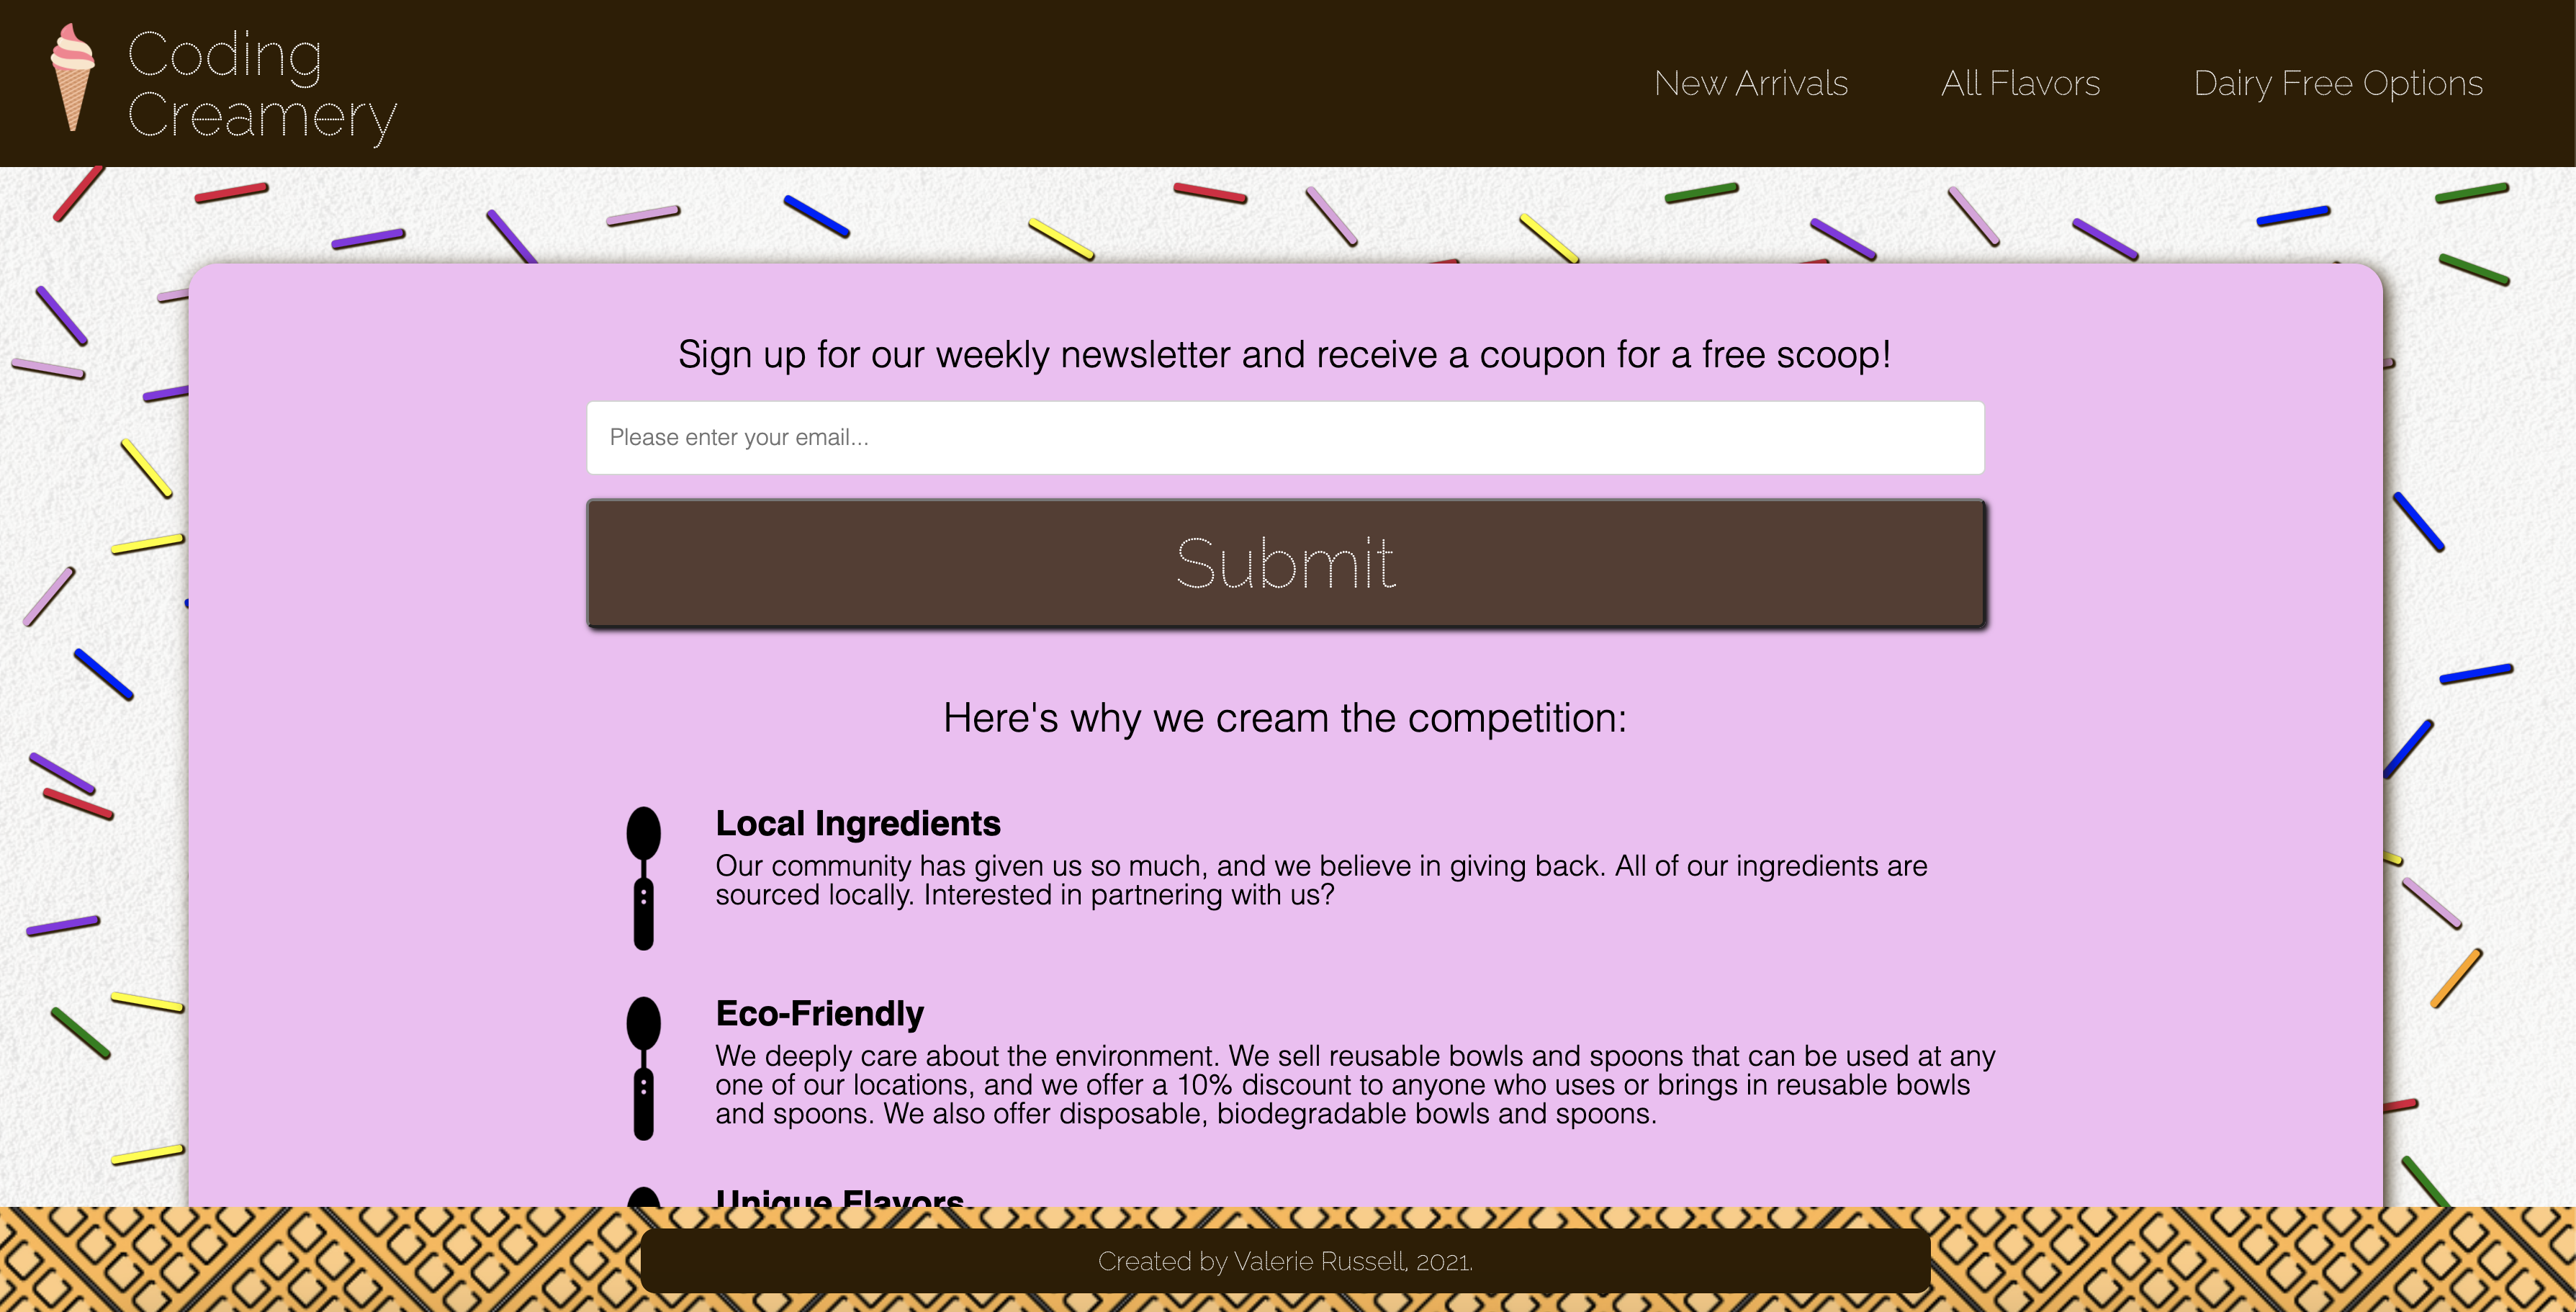 Coding
Creamery
New Arrivals
All Flavors
Dairy Free Options
Sign up for our weekly newsletter and receive a coupon for a free scoop!
Please enter your email...
Submit
Here's why we cream the competition:
Local Ingredients
Our community has given us so much, and we believe in giving back. All of our ingredients are
sourced locally. Interested in partnering with us?
Eco-Friendly
We deeply care about the environment. We sell reusable bowls and spoons that can be used at any
one of our locations, and we offer a 10% discount to anyone who uses or brings in reusable bowls
and spoons. We also offer disposable, biodegradable bowls and spoons.
Unique Flavors
Created by Valerie Russell, 2021.